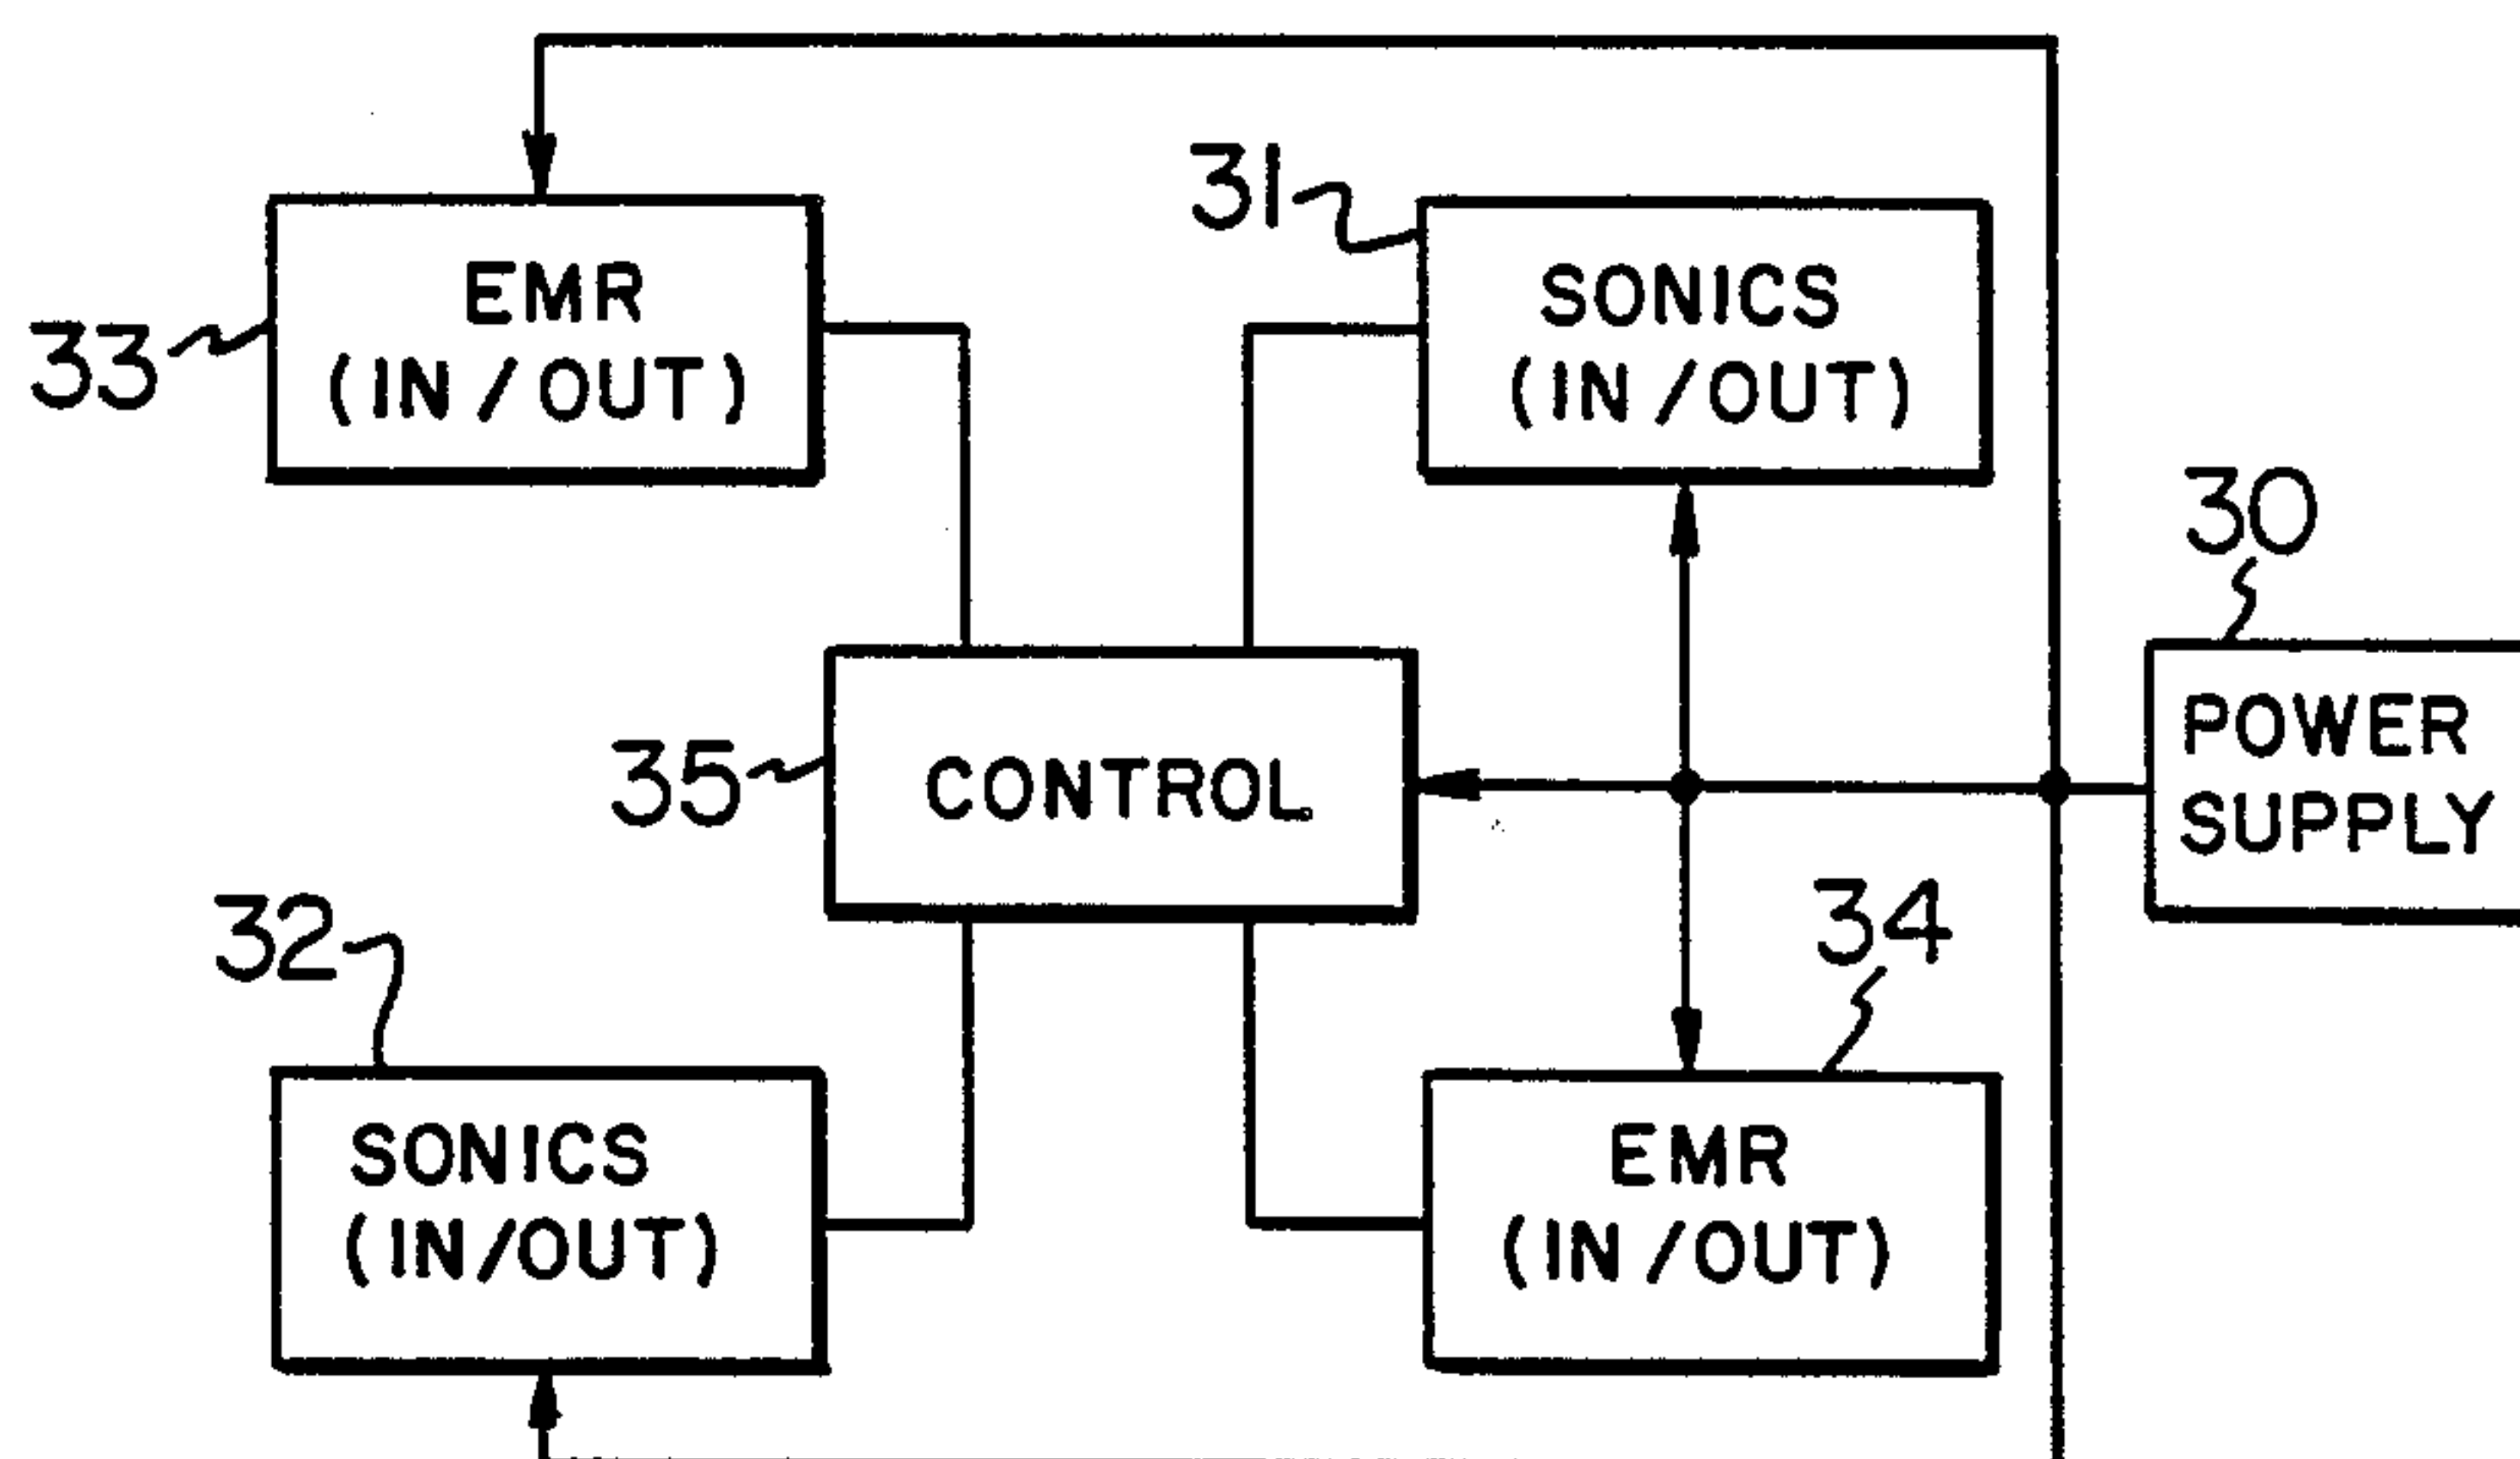 31
33
EMR
(IN/OUT)
SONICS
(IN/OUT)
30
35
CONTROL
POWER
SUPPLY
32
34
SONICS
(IN/OUT)
EMR
(IN/OUT)